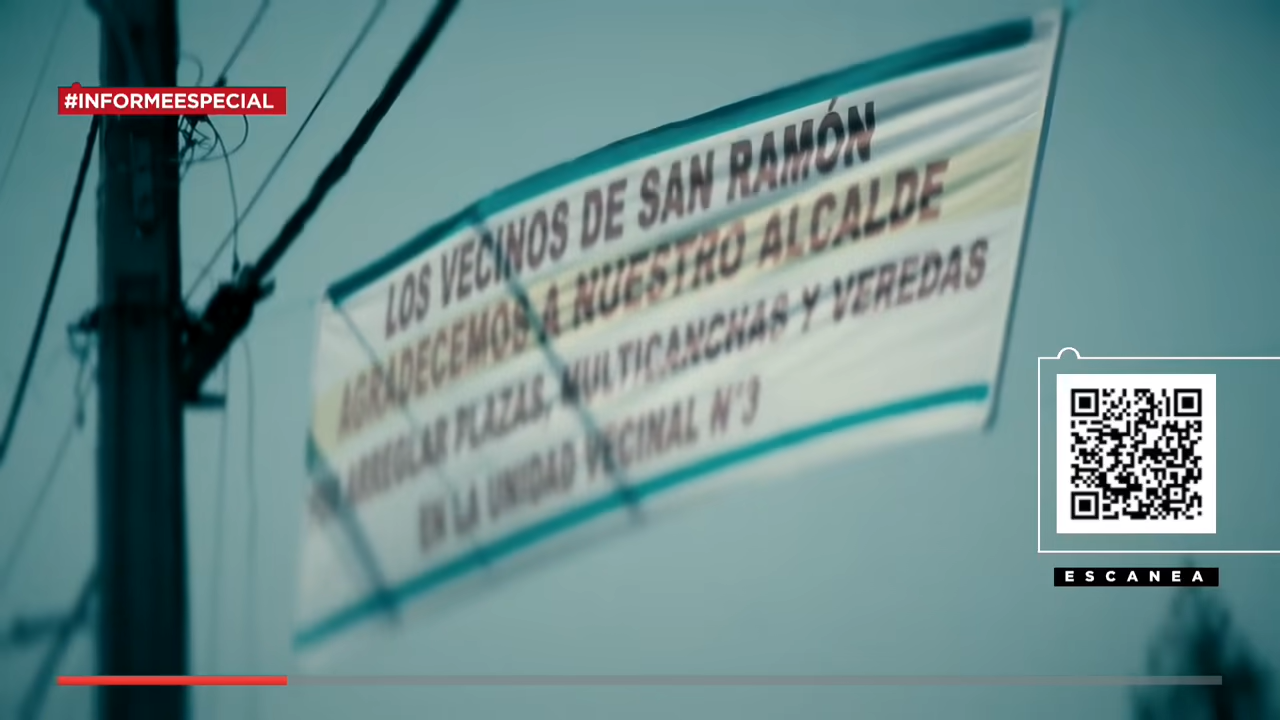 #INFORMEESPECIAL
LOS VECINOS DE SAN RAMÓN
AGRADECEMOS A NUESTRO ALCALDE
ARREGLAR PLAZAS, MULTICANCHAS Y VEREDAS
EN LA UNIDAD VECINAL N°3
ESCANEA